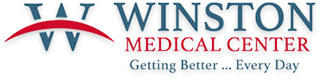 W
WINSTON
MEDICAL CENTER
Getting Better ... Every Day